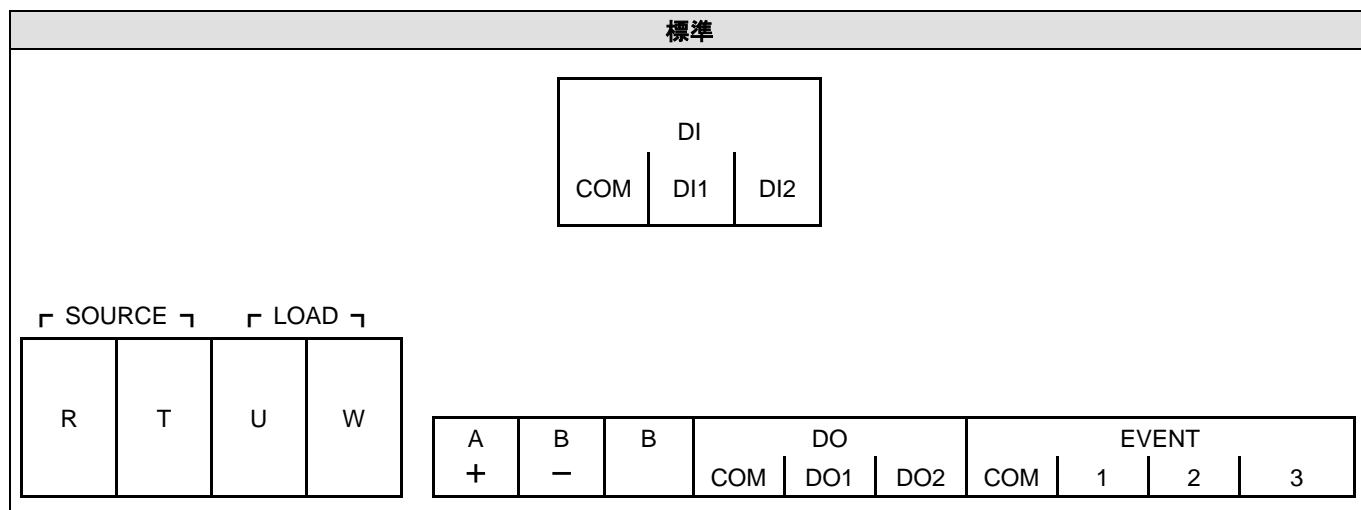 標準
DI
COM DI1 DI2
┏ SOURCE ┓ ┏ LOAD ┓
R T U W
A B B DO EVENT
+ − COM DO1 DO2 COM 1 2 3